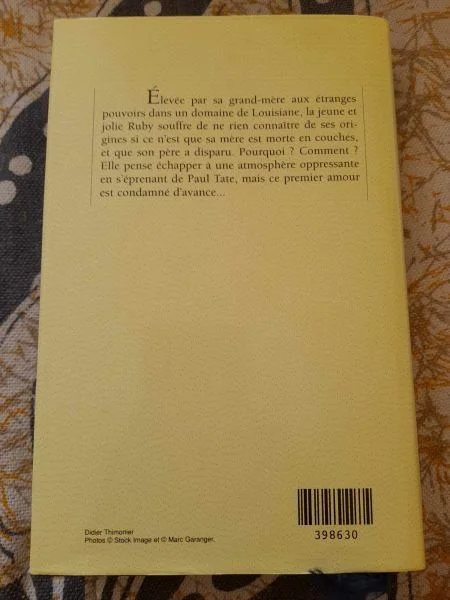 Élevée par sa grand-mère aux étranges
pouvoirs dans un domaine de Louisiane, la jeune et
jolie Ruby souffre de ne rien connaître de ses ori-
gines si ce n'est que sa mère est morte en couches,
et que son père a disparu. Pourquoi ? Comment ?
Elle pense échapper à une atmosphère oppressante
en s'éprenant de Paul Tate, mais ce premier amour
est condamné d'avance...
Didier Thimonier
Photos © Stock Image et © Marc Garanger.
398630